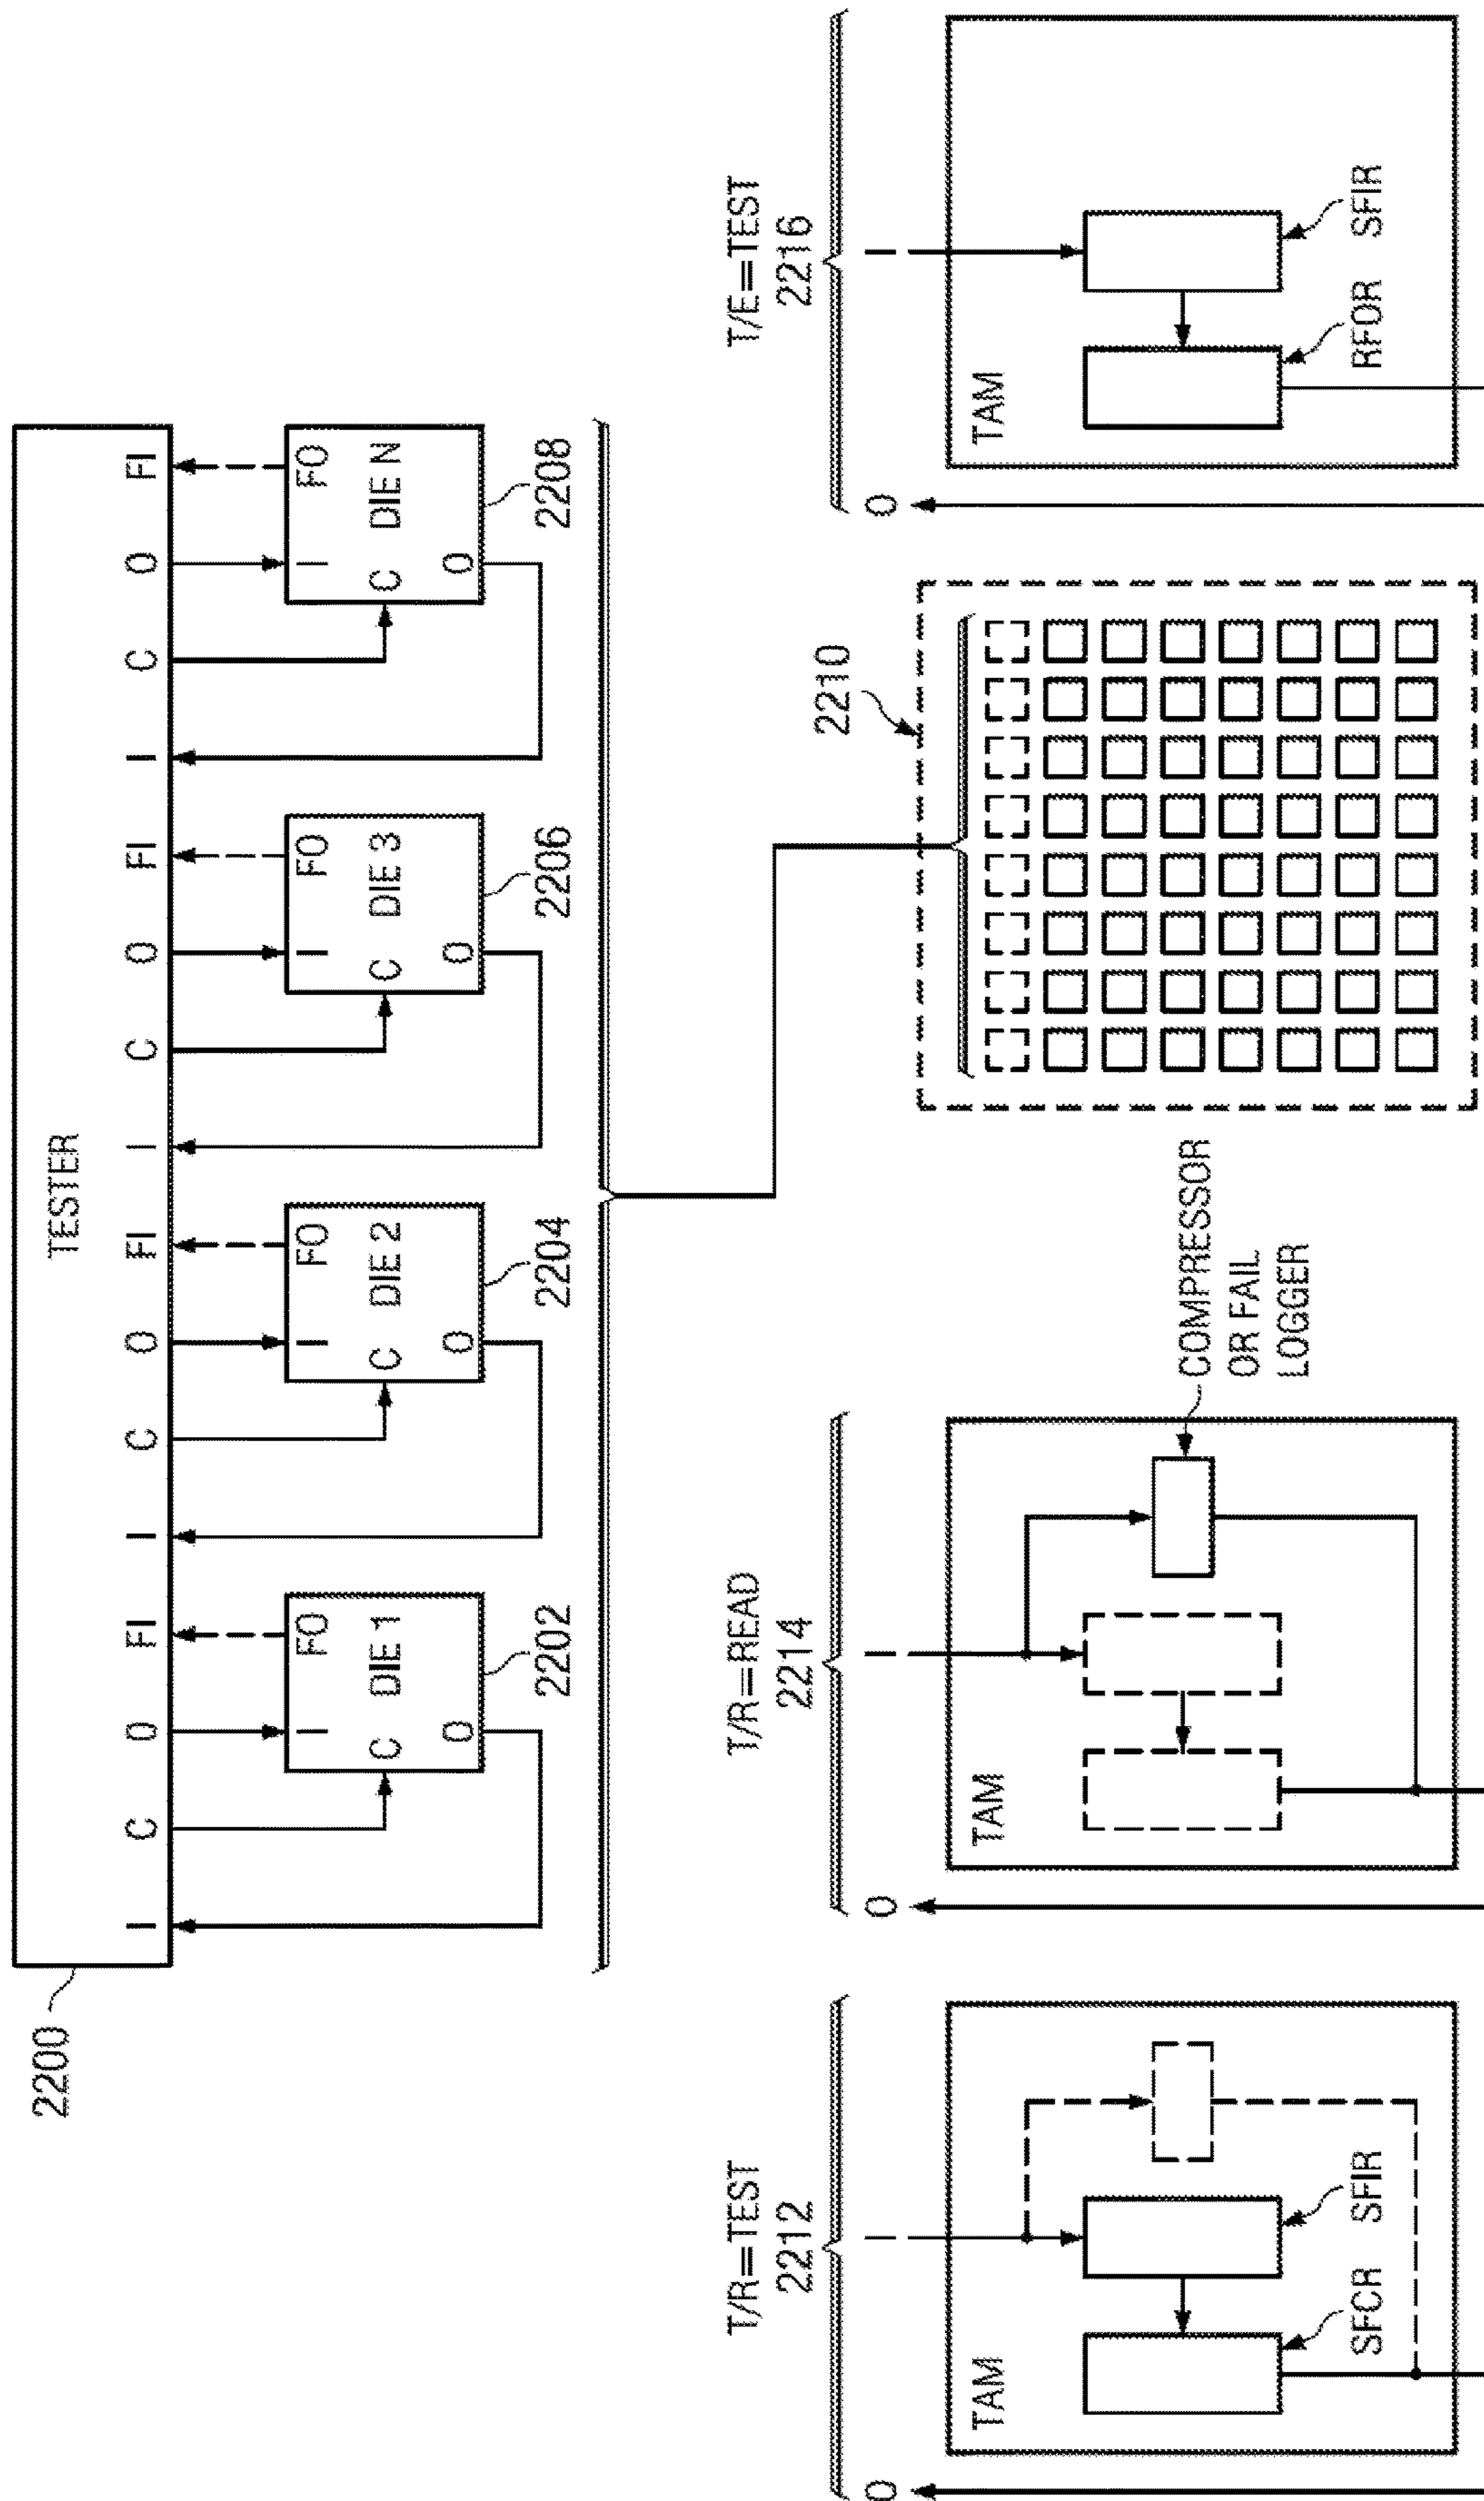 2200
TESTER
I C O FI I C O FI I C O FI I C O FI
I FO
C DIE 1
O
2202
I FO
C DIE 2
O
2204
I FO
C DIE 3
O
2206
I FO
C DIE N
O
2208
T/R=TEST
2212
O
TAM
SFCR
SFIR
T/R=READ
2214
O
TAM
COMPRESSOR
OR FAIL
LOGGER
2210
T/E=TEST
2216
O
TAM
RFOR
SFIR